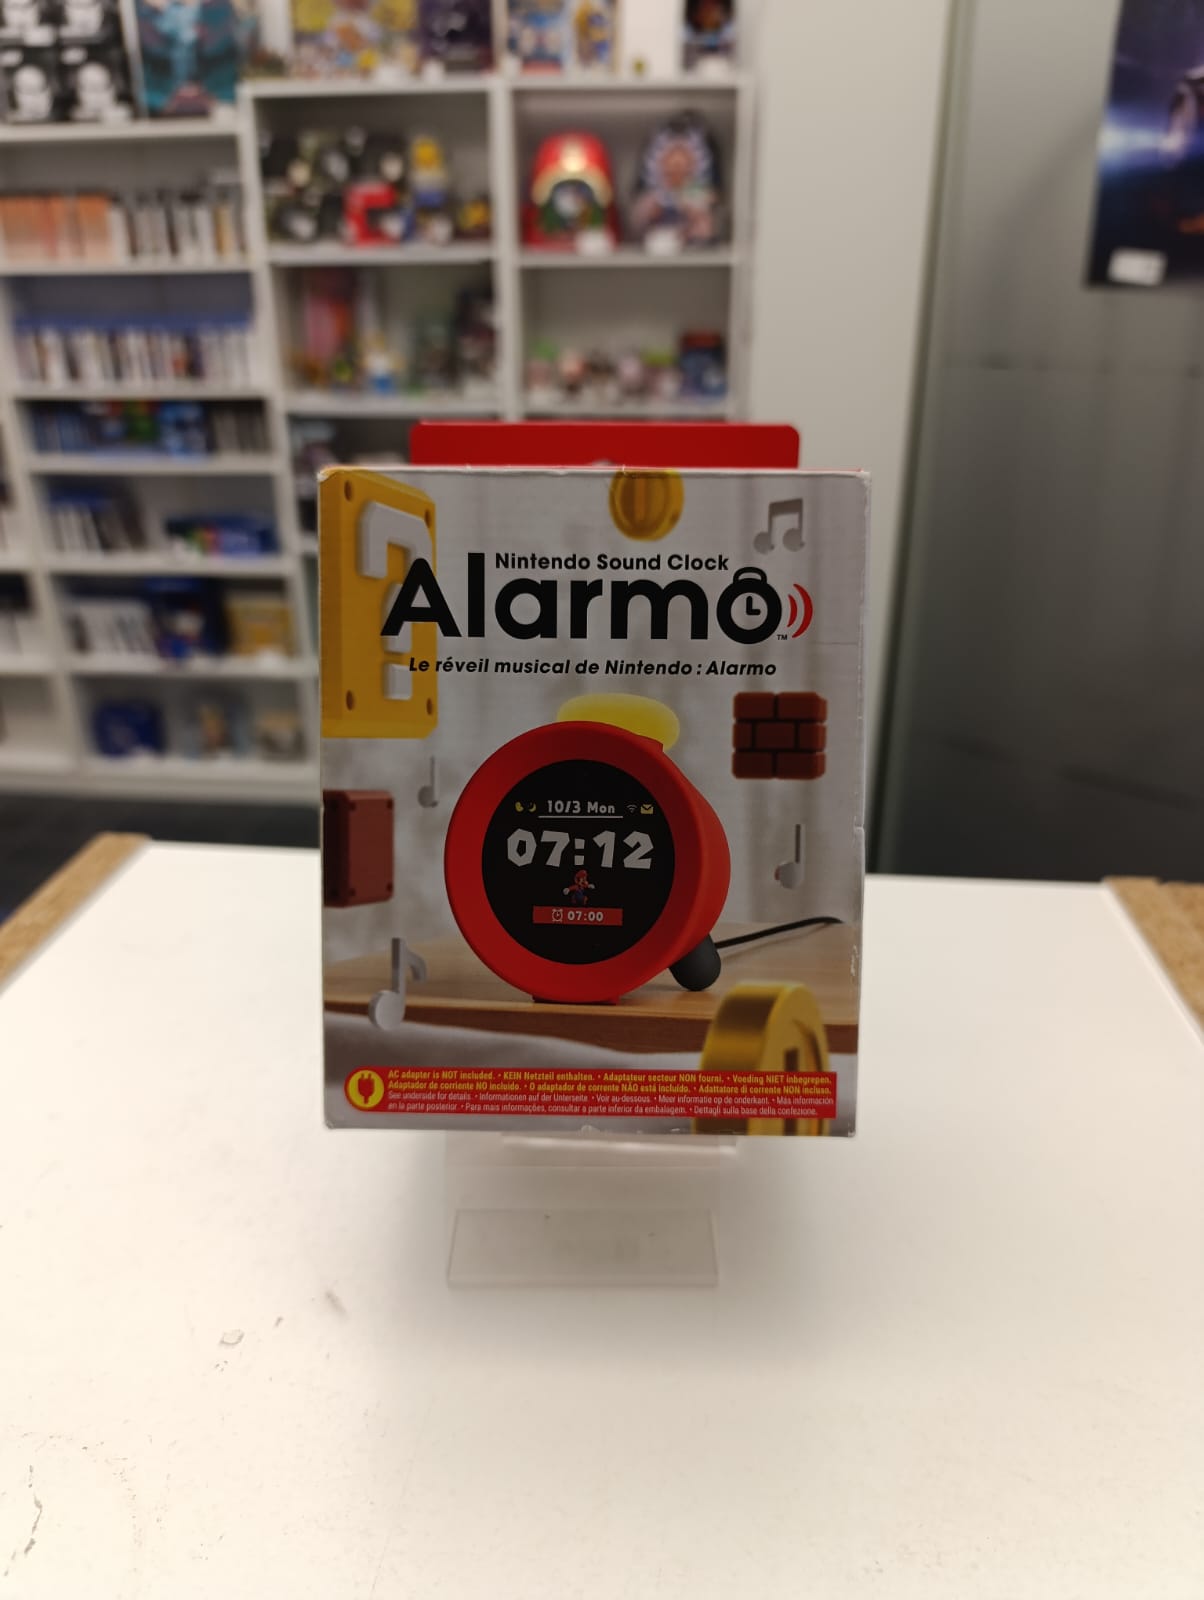 Nintendo Sound Clock
Alarmo
TM
Le réveil musical de Nintendo : Alarmo
10/3 Mon
07:12
07:00
AC adapter is NOT included. • KEIN Netzteil enthalten. • Adaptateur secteur NON fourni. • Voeding NIET inbegrepen.
Adaptador de corriente NO incluido. • O adaptador de corrente NÃO está incluído. • Adattatore di corrente NON incluso.
See underside for details. • Informationen auf der Unterseite. • Voir au-dessous. • Meer informatie op de onderkant. • Más información
en la parte posterior. • Para mais informações, consultar a parte inferior da embalagem. • Dettagli sulla base della confezione.